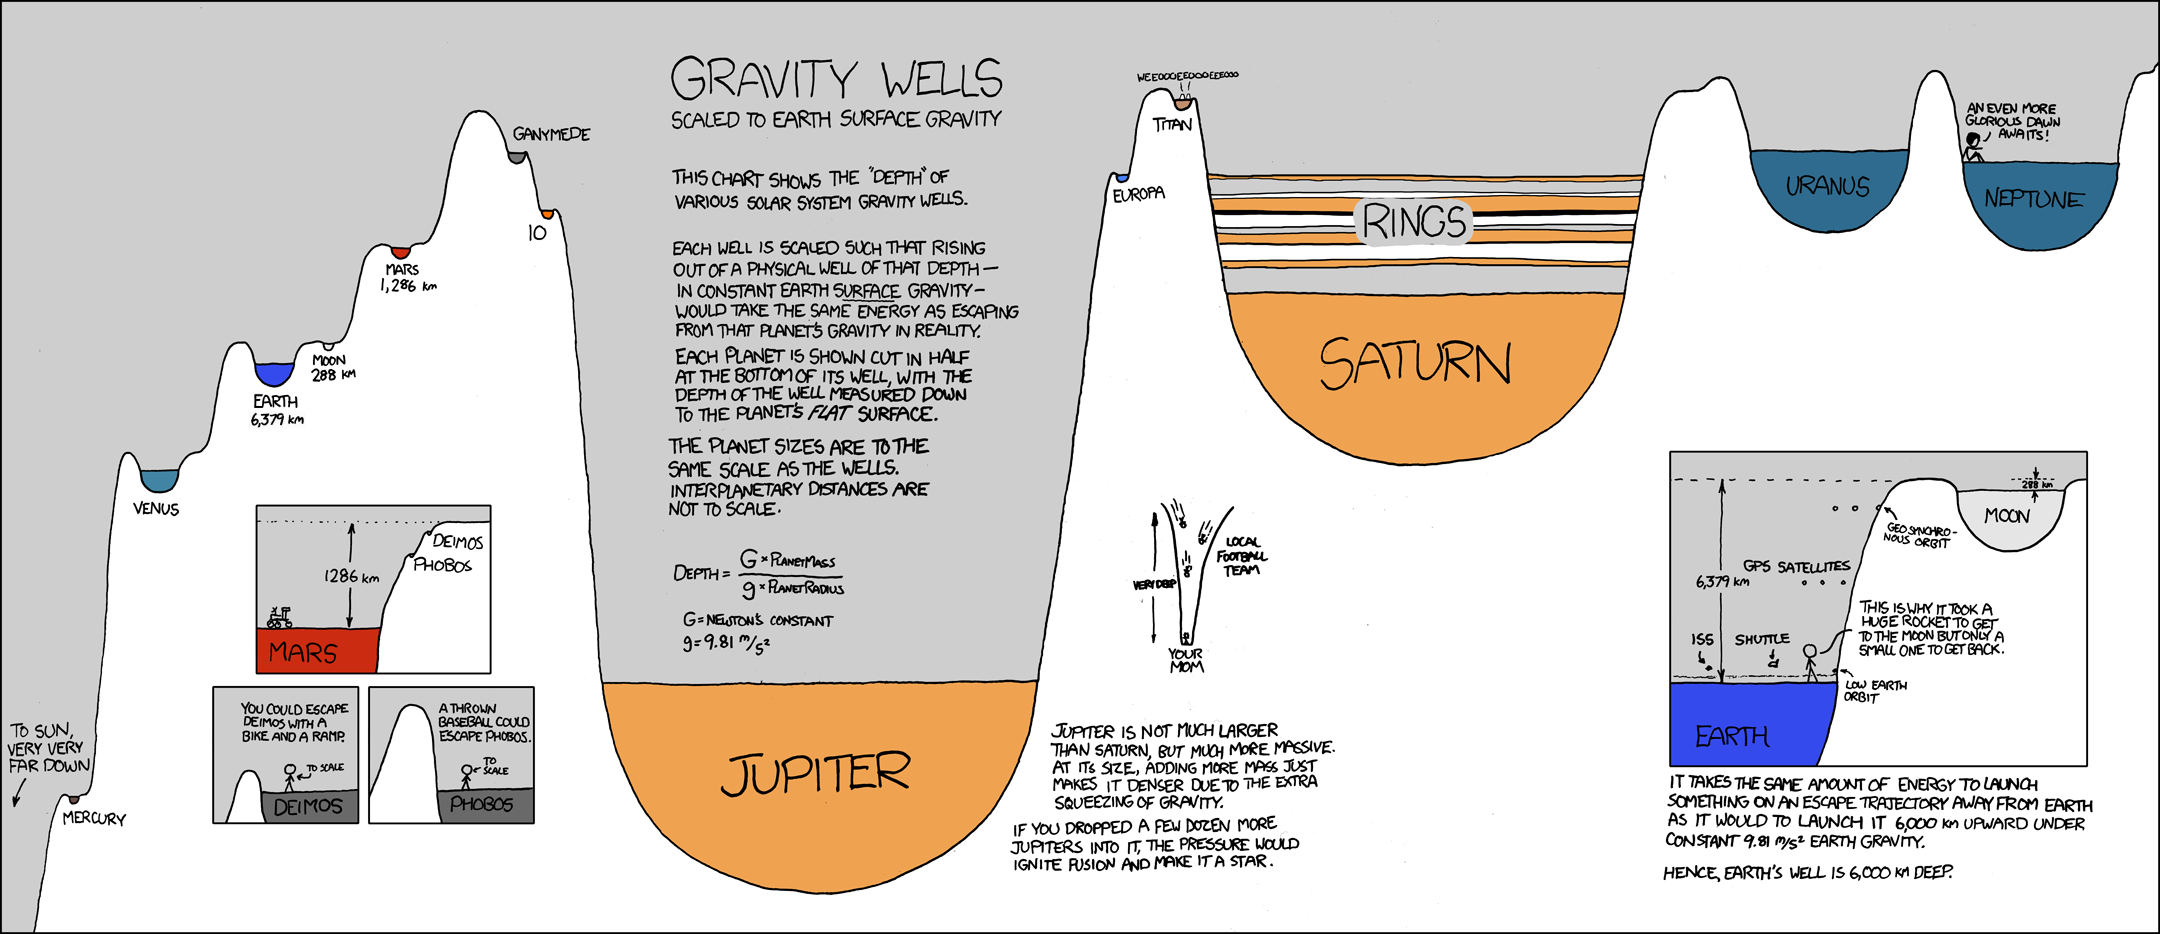 GRAVITY WELLS
SCALED TO EARTH SURFACE GRAVITY
THIS CHART SHOWS THE "DEPTH" OF
VARIOUS SOLAR SYSTEM GRAVITY WELLS.
EACH WELL IS SCALED SUCH THAT RISING
OUT OF A PHYSICAL WELL OF THAT DEPTH —
IN CONSTANT EARTH SURFACE GRAVITY —
WOULD TAKE THE SAME ENERGY AS ESCAPING
FROM THAT PLANET'S GRAVITY IN REALITY.
EACH PLANET IS SHOWN CUT IN HALF
AT THE BOTTOM OF ITS WELL, WITH THE
DEPTH OF THE WELL MEASURED DOWN
TO THE PLANET'S FLAT SURFACE.
THE PLANET SIZES ARE TO THE
SAME SCALE AS THE WELLS.
INTERPLANETARY DISTANCES ARE
NOT TO SCALE.
DEPTH = G × PLANETMASS
g × PLANETRADIUS
G = NEWTON'S CONSTANT
g = 9.81 m/s²
TO SUN,
VERY VERY
FAR DOWN
MERCURY
VENUS
EARTH
6,379 km
MOON
288 km
MARS
1,286 km
GANYMEDE
IO
1286 km
DEIMOS
PHOBOS
MARS
YOU COULD ESCAPE
DEIMOS WITH A
BIKE AND A RAMP.
TO SCALE
DEIMOS
A THROWN
BASEBALL COULD
ESCAPE PHOBOS.
TO
SCALE
PHOBOS
JUPITER
EUROPA
WEEOOOEEOOOEEEOOO
TITAN
RINGS
SATURN
VERY DEEP
LOCAL
FOOTBALL
TEAM
YOUR
MOM
JUPITER IS NOT MUCH LARGER
THAN SATURN, BUT MUCH MORE MASSIVE.
AT ITS SIZE, ADDING MORE MASS JUST
MAKES IT DENSER DUE TO THE EXTRA
SQUEEZING OF GRAVITY.
IF YOU DROPPED A FEW DOZEN MORE
JUPITERS INTO IT, THE PRESSURE WOULD
IGNITE FUSION AND MAKE IT A STAR.
URANUS
AN EVEN MORE
GLORIOUS DAWN
AWAITS!
NEPTUNE
288 km
MOON
GEOSYNCHRO-
NOUS ORBIT
GPS SATELLITES
6,379 km
THIS IS WHY IT TOOK A
HUGE ROCKET TO GET
TO THE MOON BUT ONLY A
SMALL ONE TO GET BACK.
ISS
SHUTTLE
LOW EARTH
ORBIT
EARTH
IT TAKES THE SAME AMOUNT OF ENERGY TO LAUNCH
SOMETHING ON AN ESCAPE TRAJECTORY AWAY FROM EARTH
AS IT WOULD TO LAUNCH IT 6,000 km UPWARD UNDER
CONSTANT 9.81 m/s² EARTH GRAVITY.
HENCE, EARTH'S WELL IS 6,000 km DEEP.